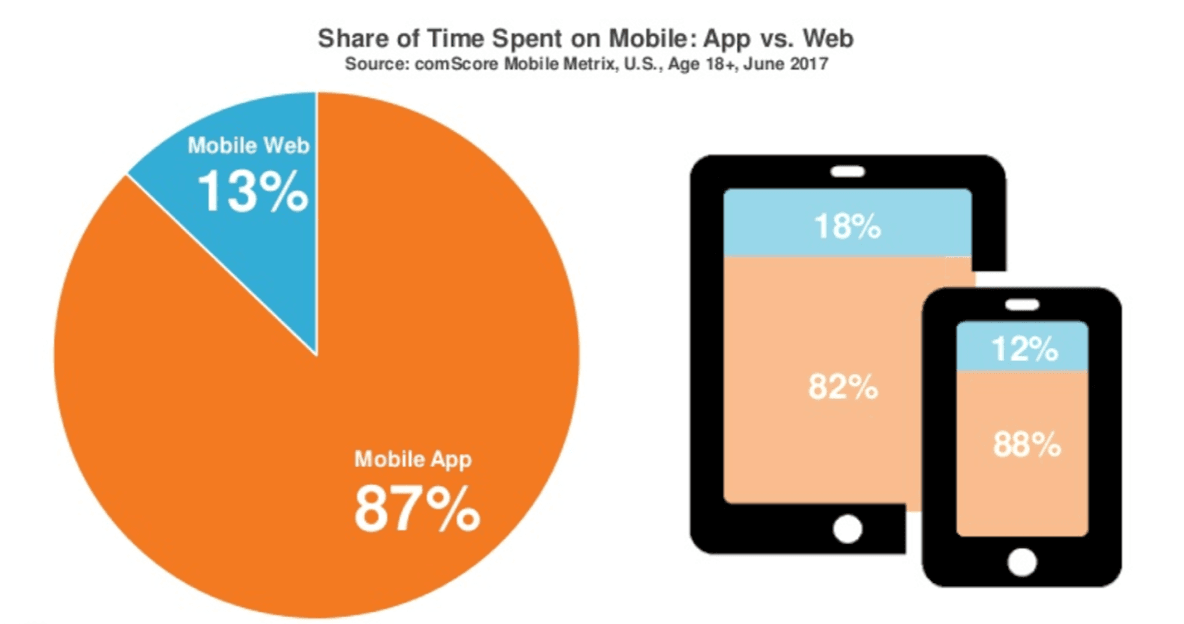 Share of Time Spent on Mobile: App vs. Web
Source: comScore Mobile Metrix, U.S., Age 18+, June 2017
Mobile Web
13%
Mobile App
87%
18%
82%
12%
88%